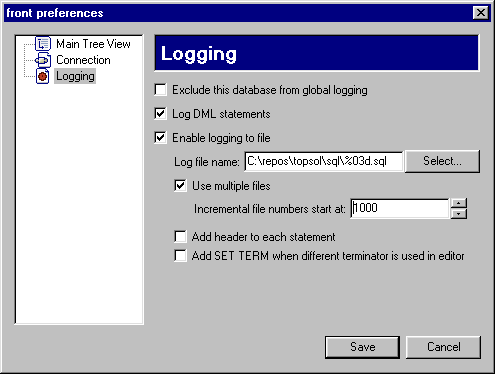 front preferences
Main Tree View
Connection
Logging
Logging
Exclude this database from global logging
Log DML statements
Enable logging to file
Log file name: C:\repos\topsol\sql\%03d.sql Select...
Use multiple files
Incremental file numbers start at: 1000
Add header to each statement
Add SET TERM when different terminator is used in editor
Save Cancel